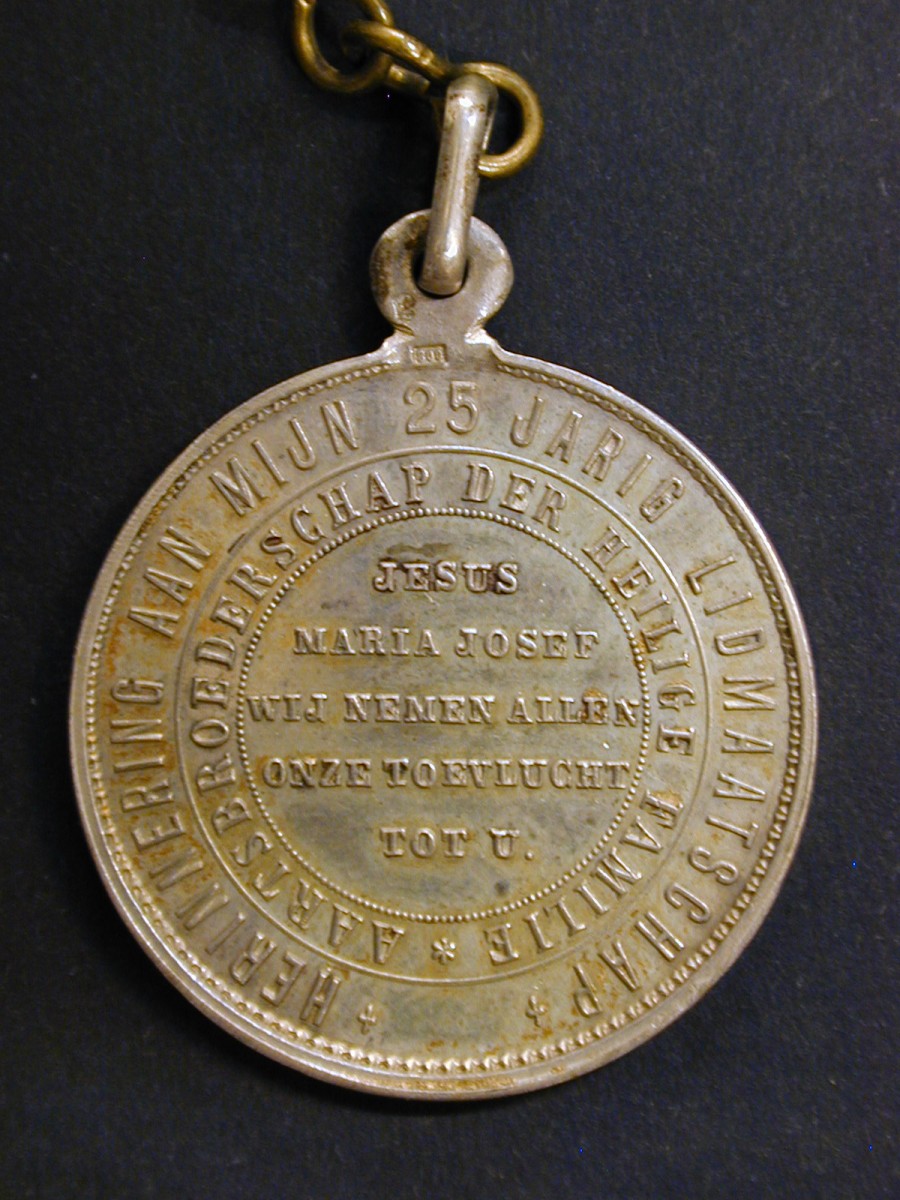 HERINNERING AAN MIJN 25 JARIG LIDMAATSCHAP
AARTSBROEDERSCHAP DER HEILIGE FAMILIE
JESUS
MARIA JOSEF
WIJ NEMEN ALLEN
ONZE TOEVLUCHT
TOT U.